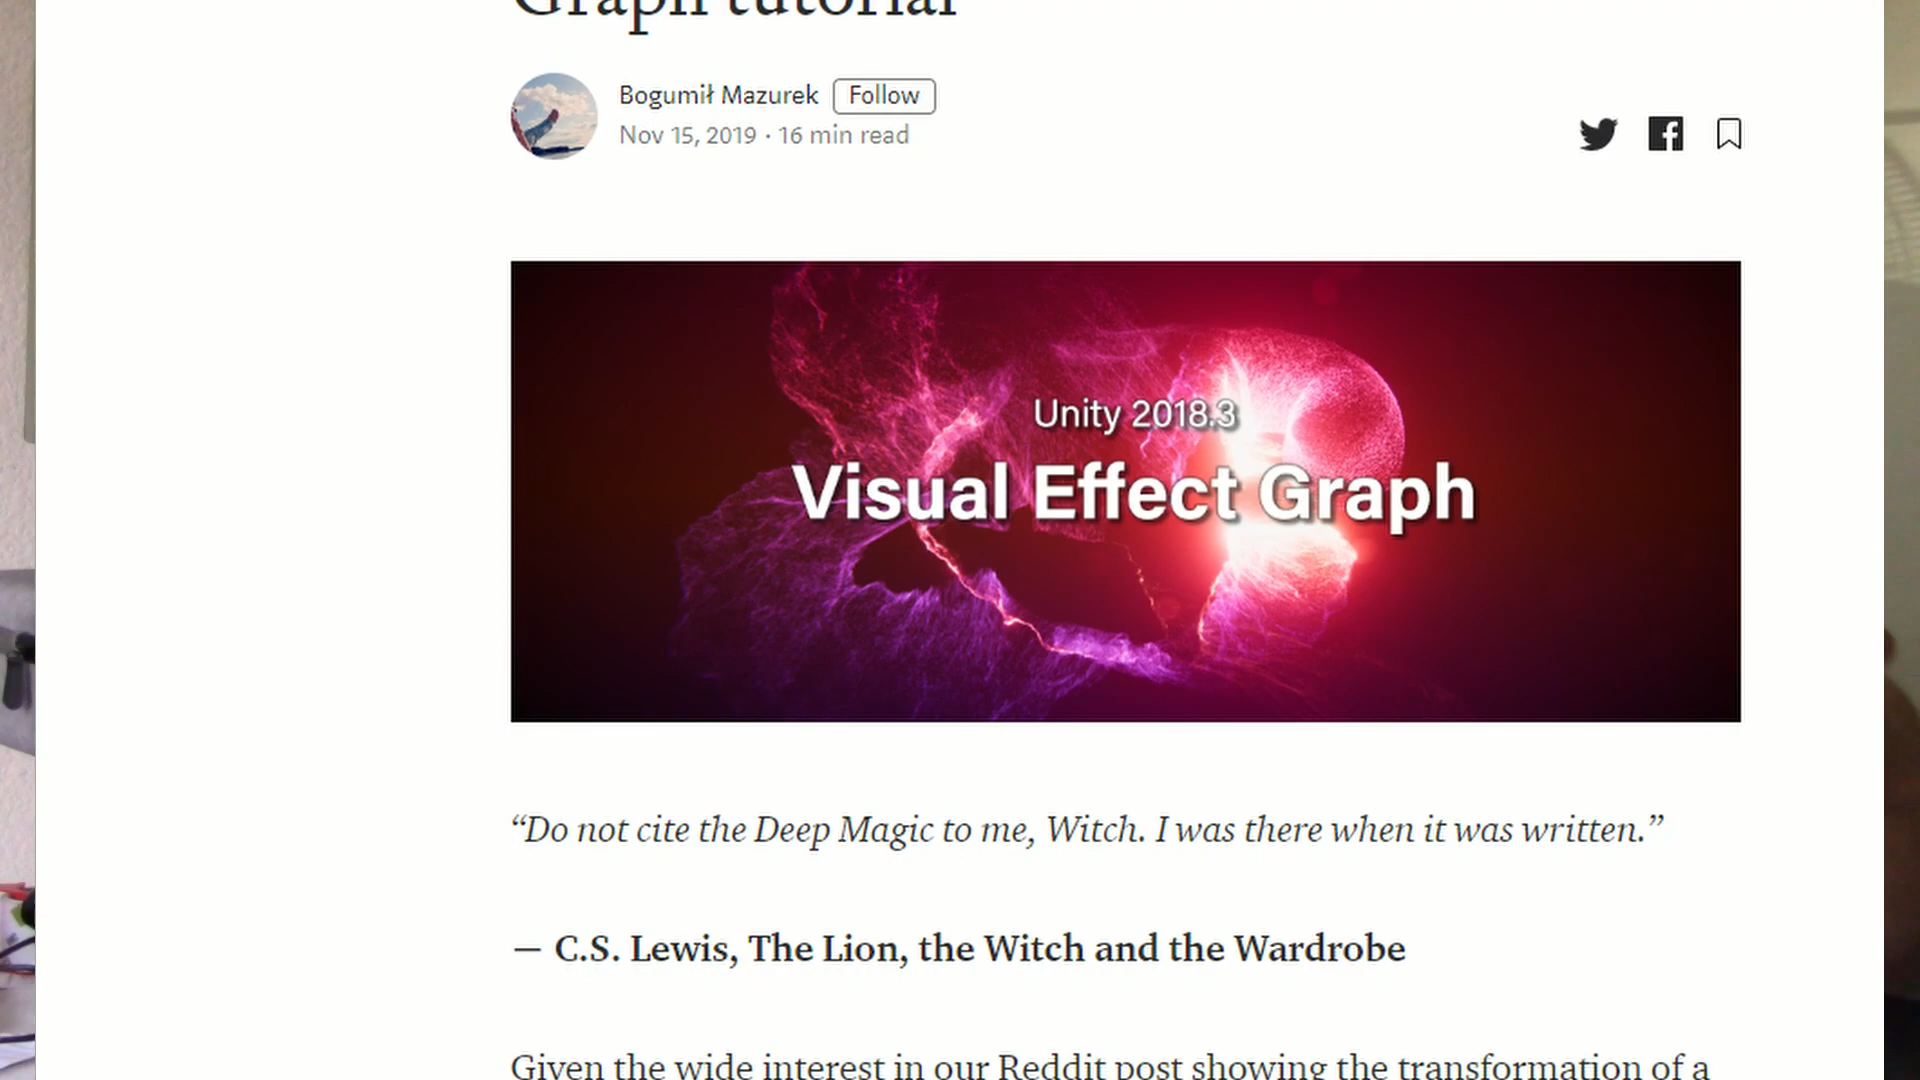 Graph tutorial
Bogumił Mazurek Follow
Nov 15, 2019 · 16 min read
Unity 2018.3
Visual Effect Graph
“Do not cite the Deep Magic to me, Witch. I was there when it was written.”
— C.S. Lewis, The Lion, the Witch and the Wardrobe
Given the wide interest in our Reddit post showing the transformation of a